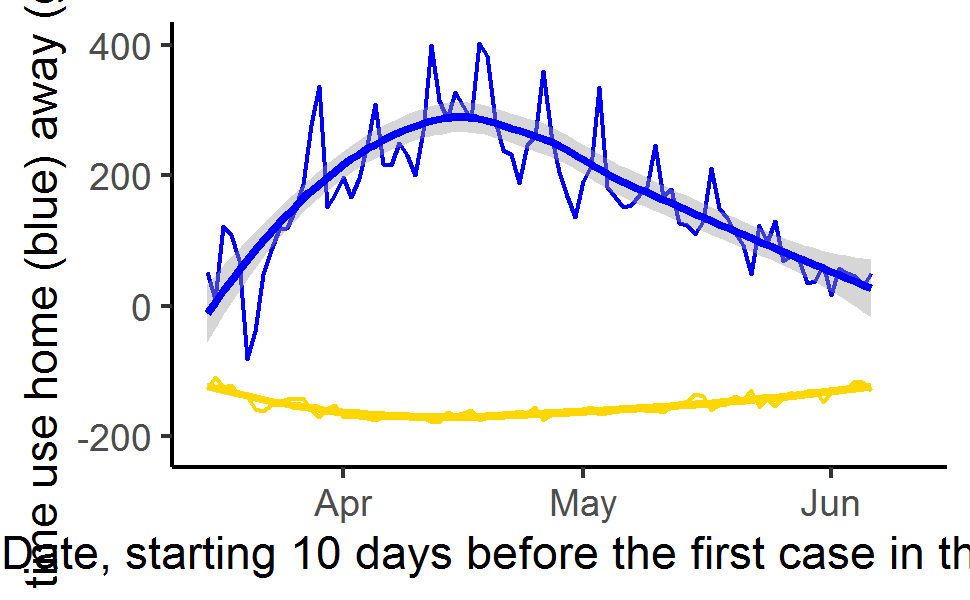 time use home (blue) away (
400
200
0
-200
Apr May Jun
Date, starting 10 days before the first case in th